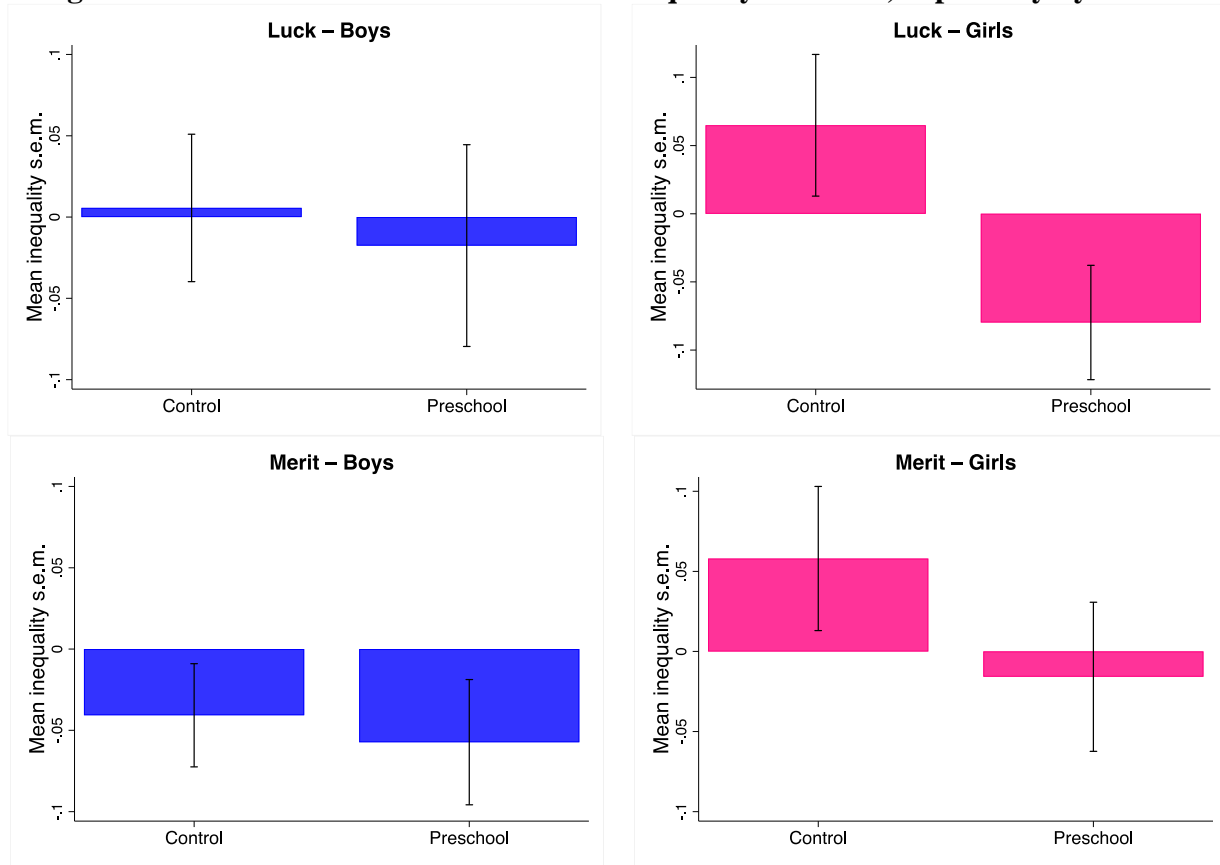 Luck – Boys
Mean inequality s.e.m.
.1
.05
0
-.05
-.1
Control Preschool
Luck – Girls
Mean inequality s.e.m.
.1
.05
0
-.05
-.1
Control Preschool
Merit – Boys
Mean inequality s.e.m.
.1
.05
0
-.05
-.1
Control Preschool
Merit – Girls
Mean inequality s.e.m.
.1
.05
0
-.05
-.1
Control Preschool